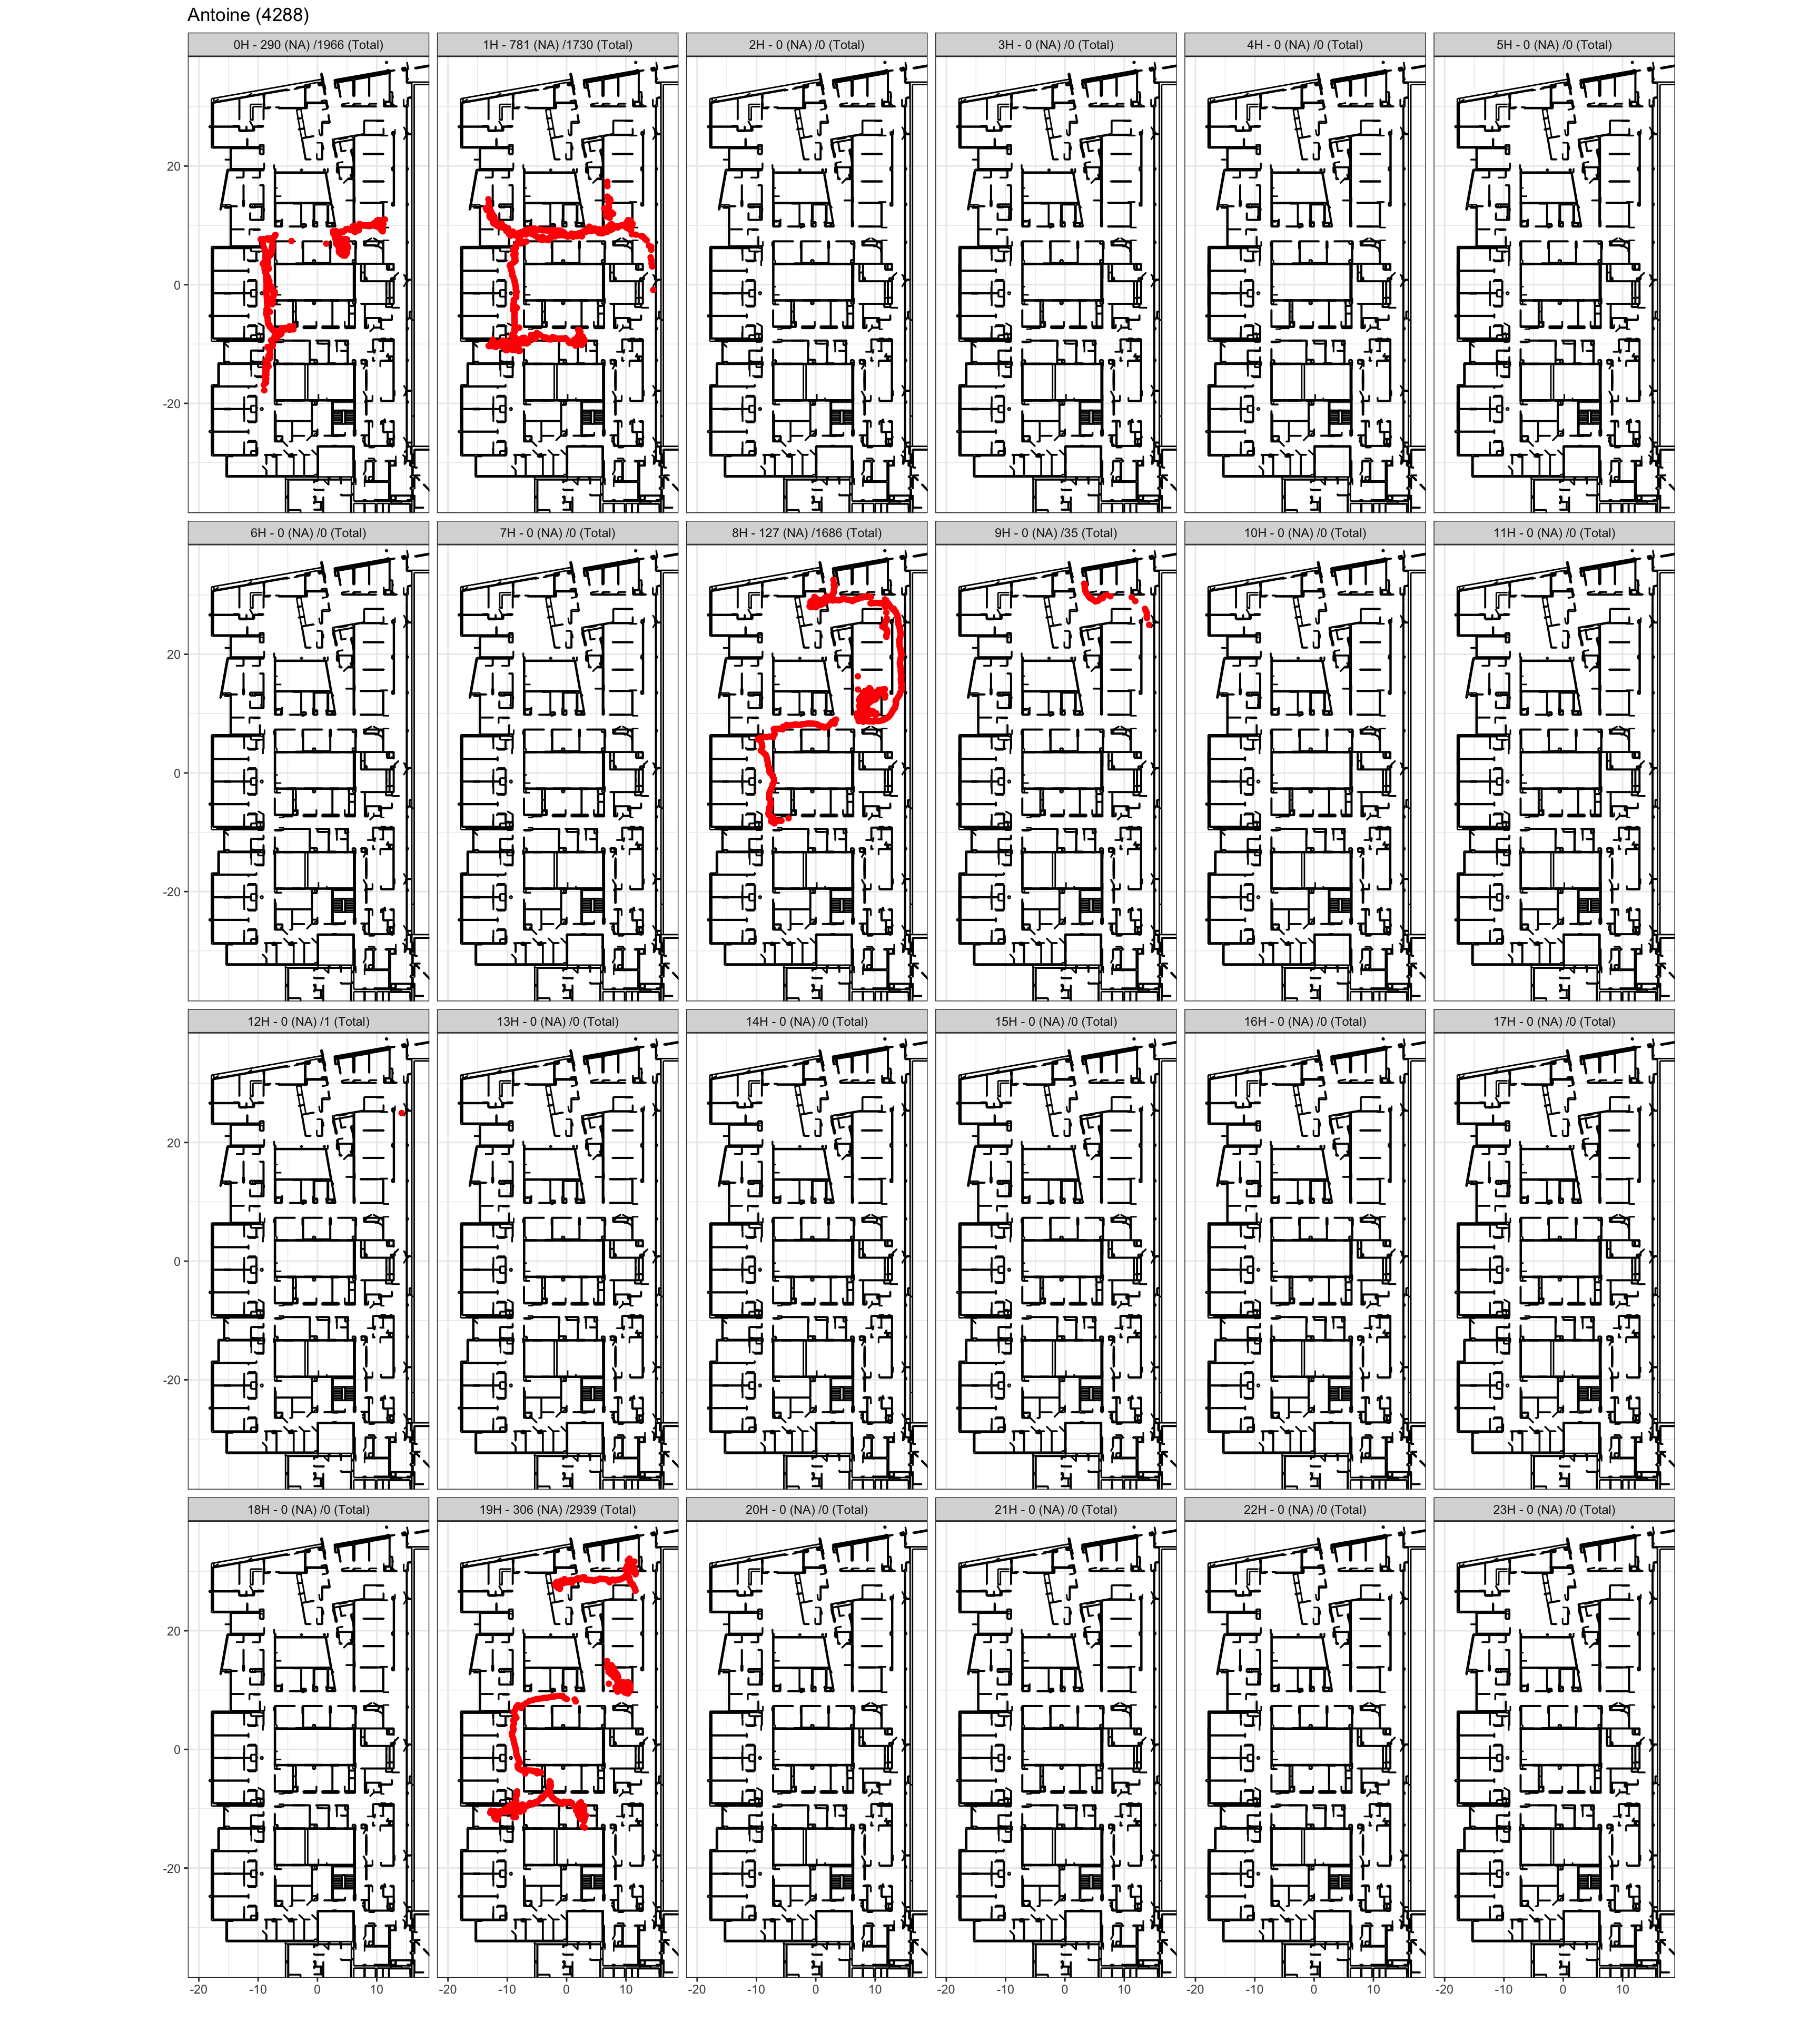 Antoine (4288)
0H - 290 (NA) /1966 (Total) 1H - 781 (NA) /1730 (Total) 2H - 0 (NA) /0 (Total) 3H - 0 (NA) /0 (Total) 4H - 0 (NA) /0 (Total) 5H - 0 (NA) /0 (Total)
20
0
-20
6H - 0 (NA) /0 (Total) 7H - 0 (NA) /0 (Total) 8H - 127 (NA) /1686 (Total) 9H - 0 (NA) /35 (Total) 10H - 0 (NA) /0 (Total) 11H - 0 (NA) /0 (Total)
20
0
-20
12H - 0 (NA) /1 (Total) 13H - 0 (NA) /0 (Total) 14H - 0 (NA) /0 (Total) 15H - 0 (NA) /0 (Total) 16H - 0 (NA) /0 (Total) 17H - 0 (NA) /0 (Total)
20
0
-20
18H - 0 (NA) /0 (Total) 19H - 306 (NA) /2939 (Total) 20H - 0 (NA) /0 (Total) 21H - 0 (NA) /0 (Total) 22H - 0 (NA) /0 (Total) 23H - 0 (NA) /0 (Total)
20
0
-20
-20 -10 0 10 -20 -10 0 10 -20 -10 0 10 -20 -10 0 10 -20 -10 0 10 -20 -10 0 10